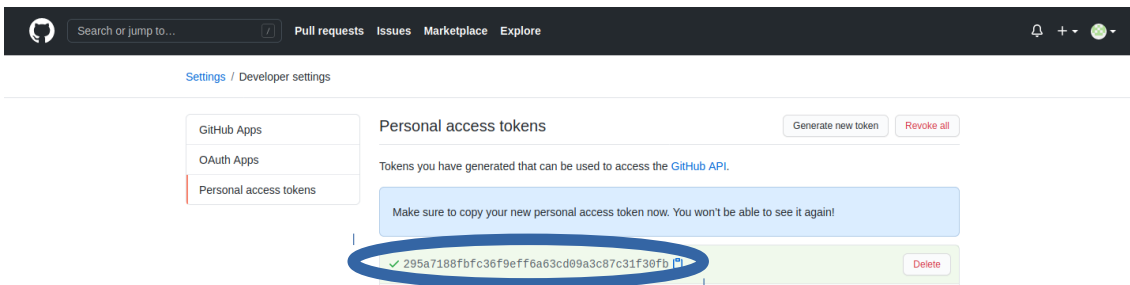 Search or jump to… /
Pull requests Issues Marketplace Explore
Settings / Developer settings
GitHub Apps
OAuth Apps
Personal access tokens
Personal access tokens
Generate new token Revoke all
Tokens you have generated that can be used to access the GitHub API.
Make sure to copy your new personal access token now. You won't be able to see it again!
295a7188fbfc36f9eff6a63cd09a3c87c31f30fb Delete